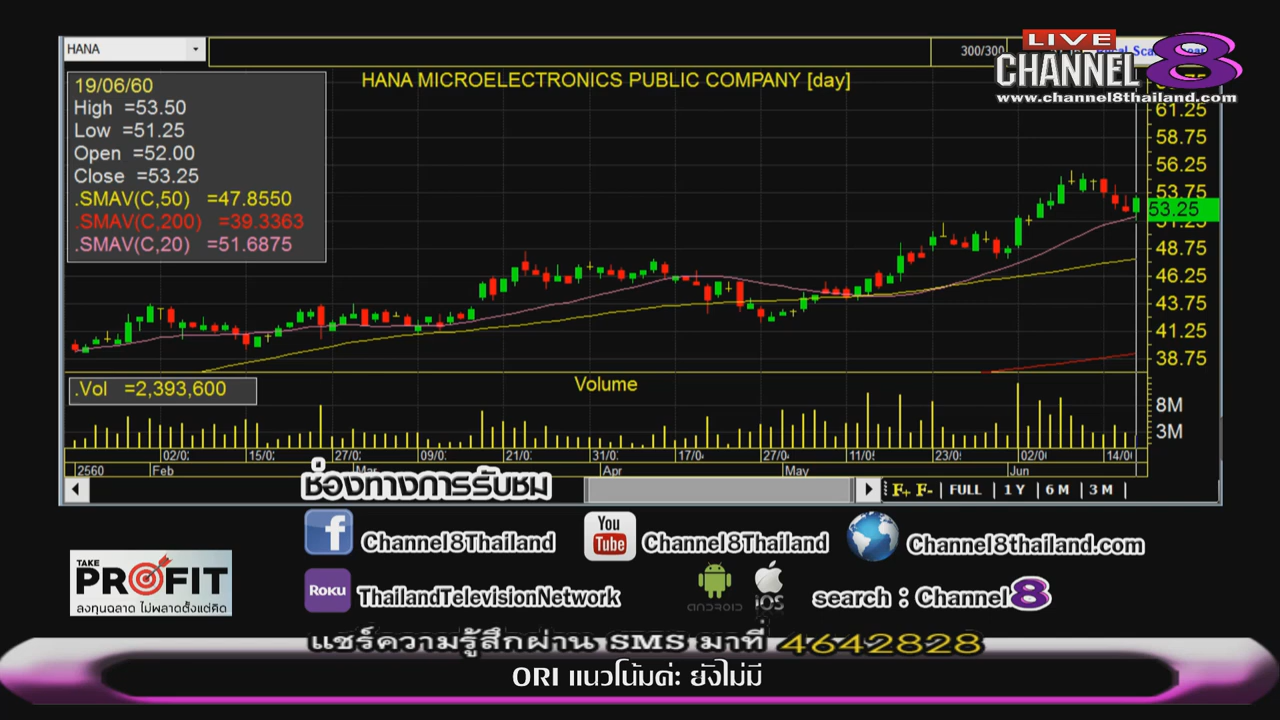 HANA
300/300
LIVE
CHANNEL 8
www.channel8thailand.com
HANA MICROELECTRONICS PUBLIC COMPANY [day]
19/06/60
High =53.50
Low =51.25
Open =52.00
Close =53.25
.SMAV(C,50) =47.8550
.SMAV(C,200) =39.3363
.SMAV(C,20) =51.6875
61.25
58.75
56.25
53.75
53.25
51.25
48.75
46.25
43.75
41.25
38.75
.Vol =2,393,600
Volume
8M
3M
02/0 15/0 27/0 09/0 21/0 31/0 17/0 27/0 11/0 23/0 02/0 14/0
2560 Feb Mar Apr May Jun
F+ F- FULL 1 Y 6 M 3 M
ช่องทางการรับชม
Channel8Thailand
You Tube Channel8Thailand
Channel8thailand.com
TAKE PROFIT
ลงทุนฉลาด ไม่พลาดตั้งแต่คิด
ROKU ThailandTelevisionNetwork
ANDROID
iOS
search : Channel8
แชร์ความรู้สึกผ่าน SMS มาที่ 4642828
ORI แนวโน้มค่ะ ยังไม่มี